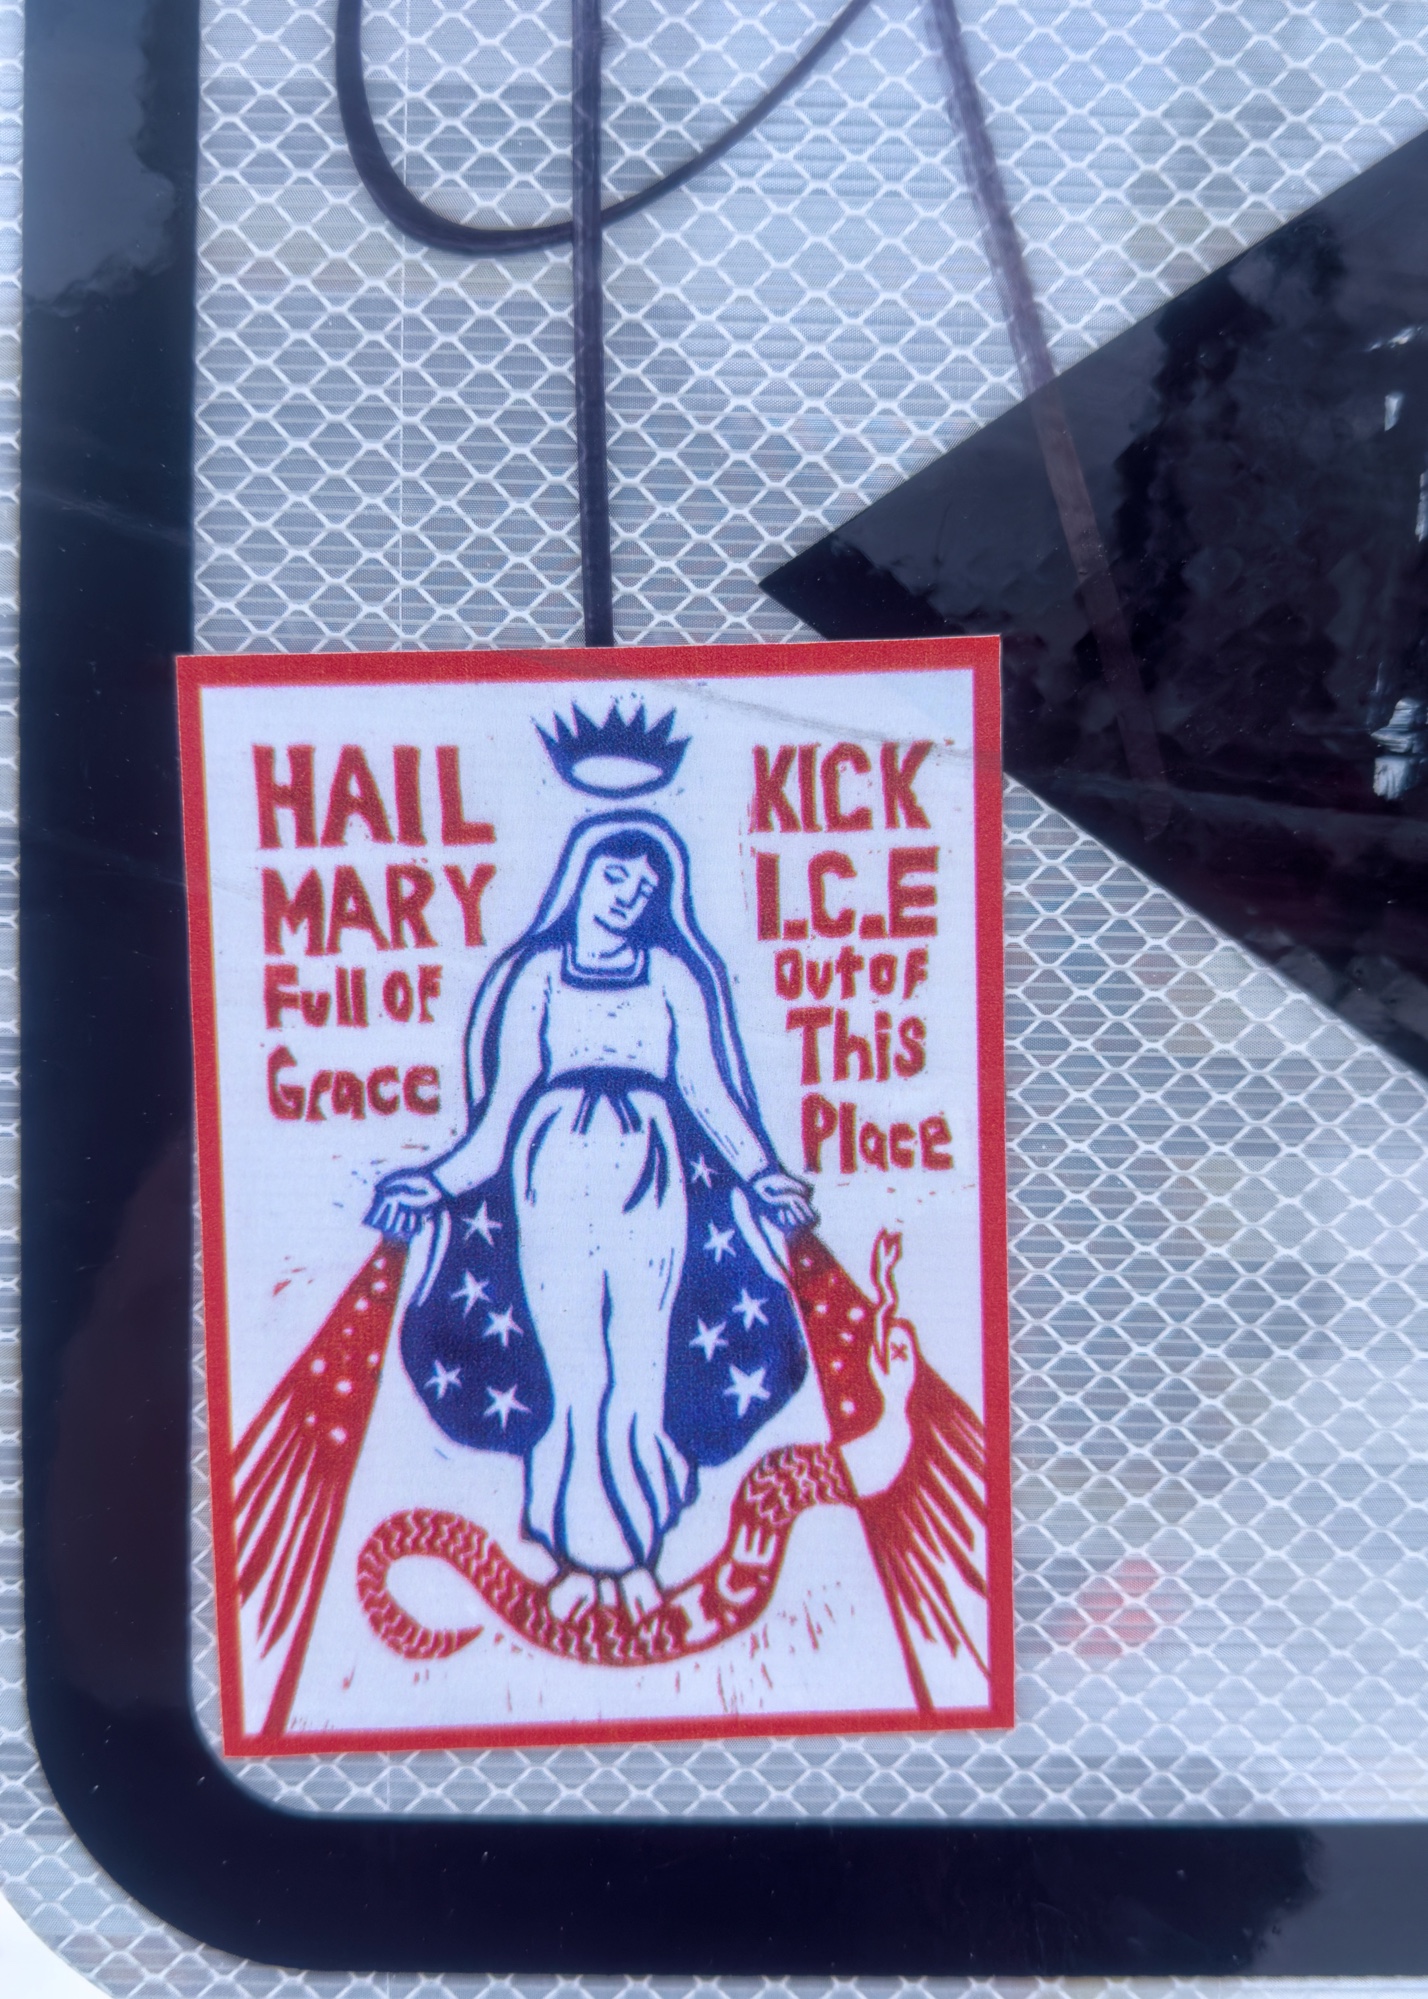 HAIL
MARY
Full of
Grace
KICK
I.C.E
Out of
This
Place
ICE